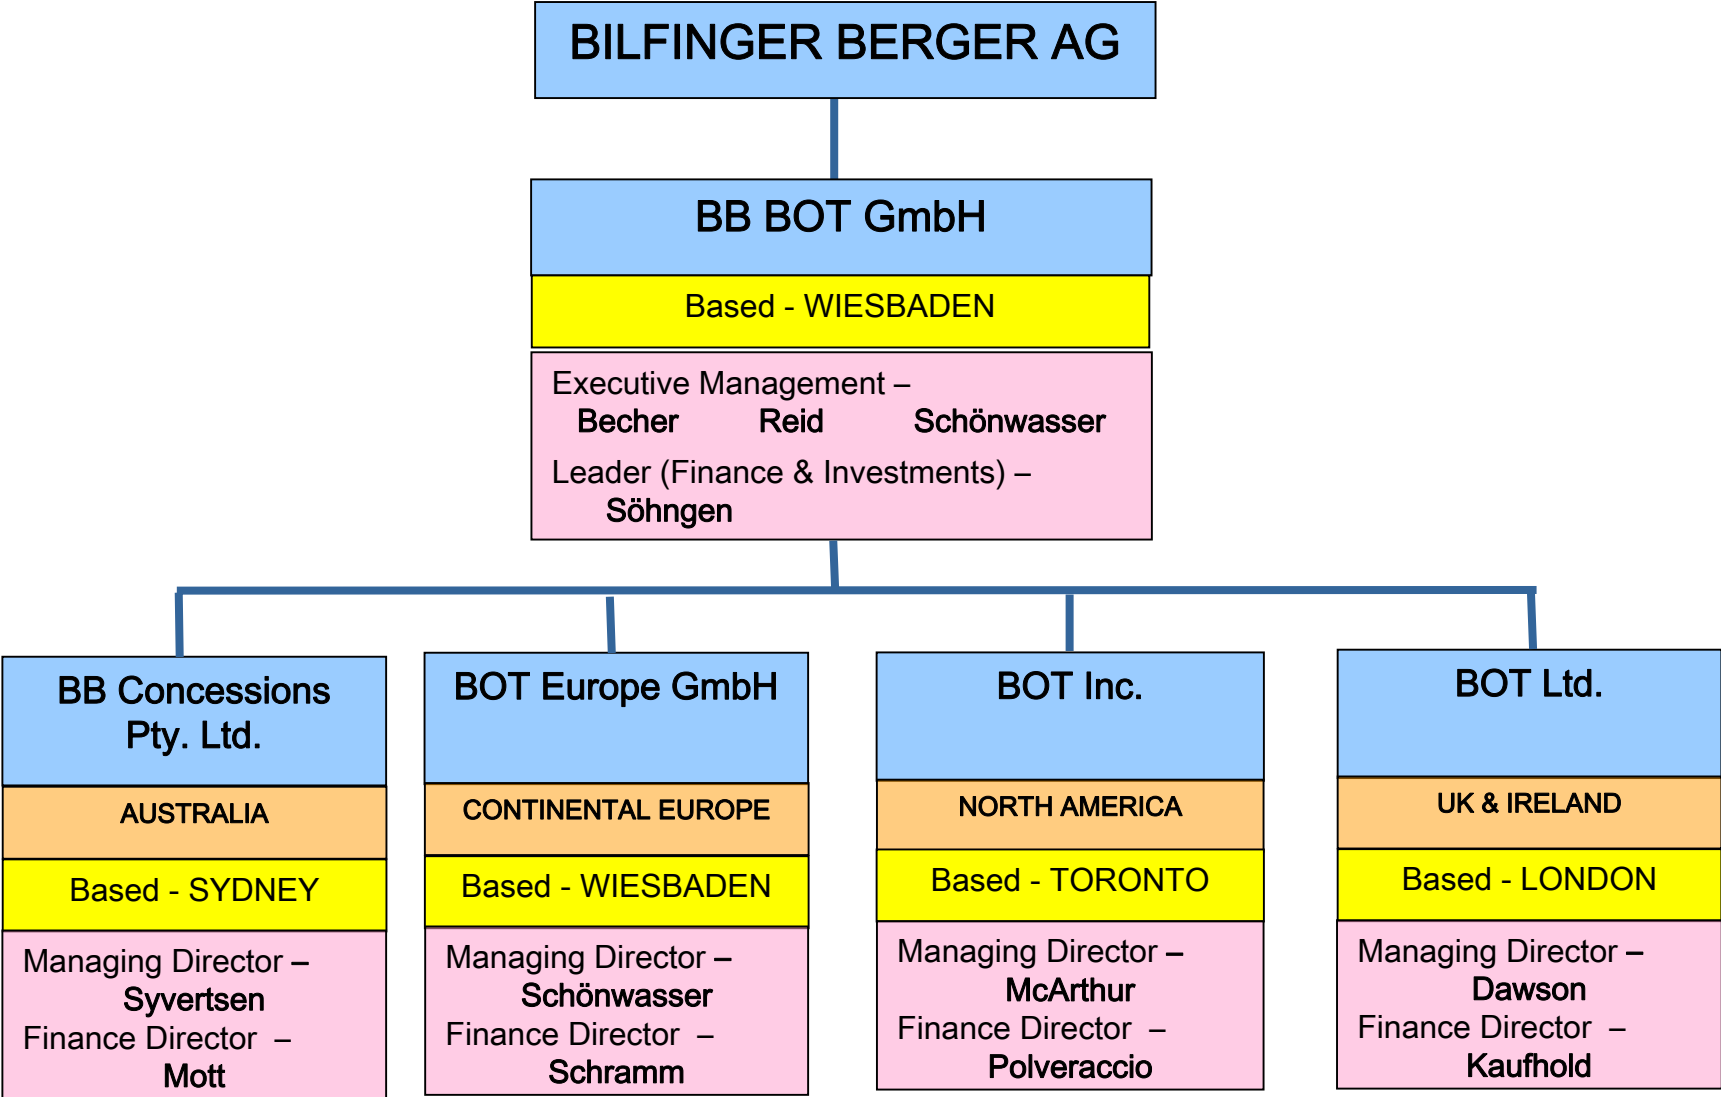 BILFINGER BERGER AG
BB BOT GmbH
Based - WIESBADEN
Executive Management –
Becher Reid Schönwasser
Leader (Finance & Investments) –
Söhngen
BB Concessions
Pty. Ltd.
AUSTRALIA
Based - SYDNEY
Managing Director –
Syvertsen
Finance Director –
Mott
BOT Europe GmbH
CONTINENTAL EUROPE
Based - WIESBADEN
Managing Director –
Schönwasser
Finance Director –
Schramm
BOT Inc.
NORTH AMERICA
Based - TORONTO
Managing Director –
McArthur
Finance Director –
Polveraccio
BOT Ltd.
UK & IRELAND
Based - LONDON
Managing Director –
Dawson
Finance Director –
Kaufhold